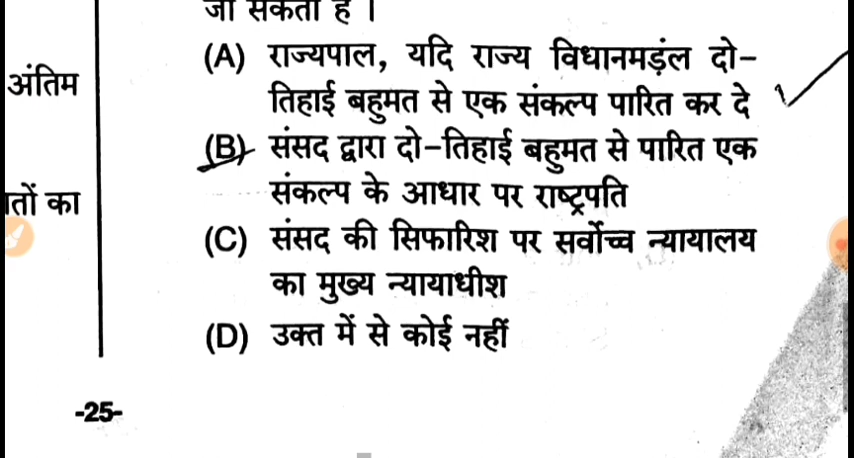 जा सकता है ।
(A) राज्यपाल, यदि राज्य विधानमड़ंल दो-
तिहाई बहुमत से एक संकल्प पारित कर दे
(B) संसद द्वारा दो-तिहाई बहुमत से पारित एक
संकल्प के आधार पर राष्ट्रपति
(C) संसद की सिफारिश पर सर्वोच्च न्यायालय
का मुख्य न्यायाधीश
(D) उक्त में से कोई नहीं
अंतिम
तों का
-25-